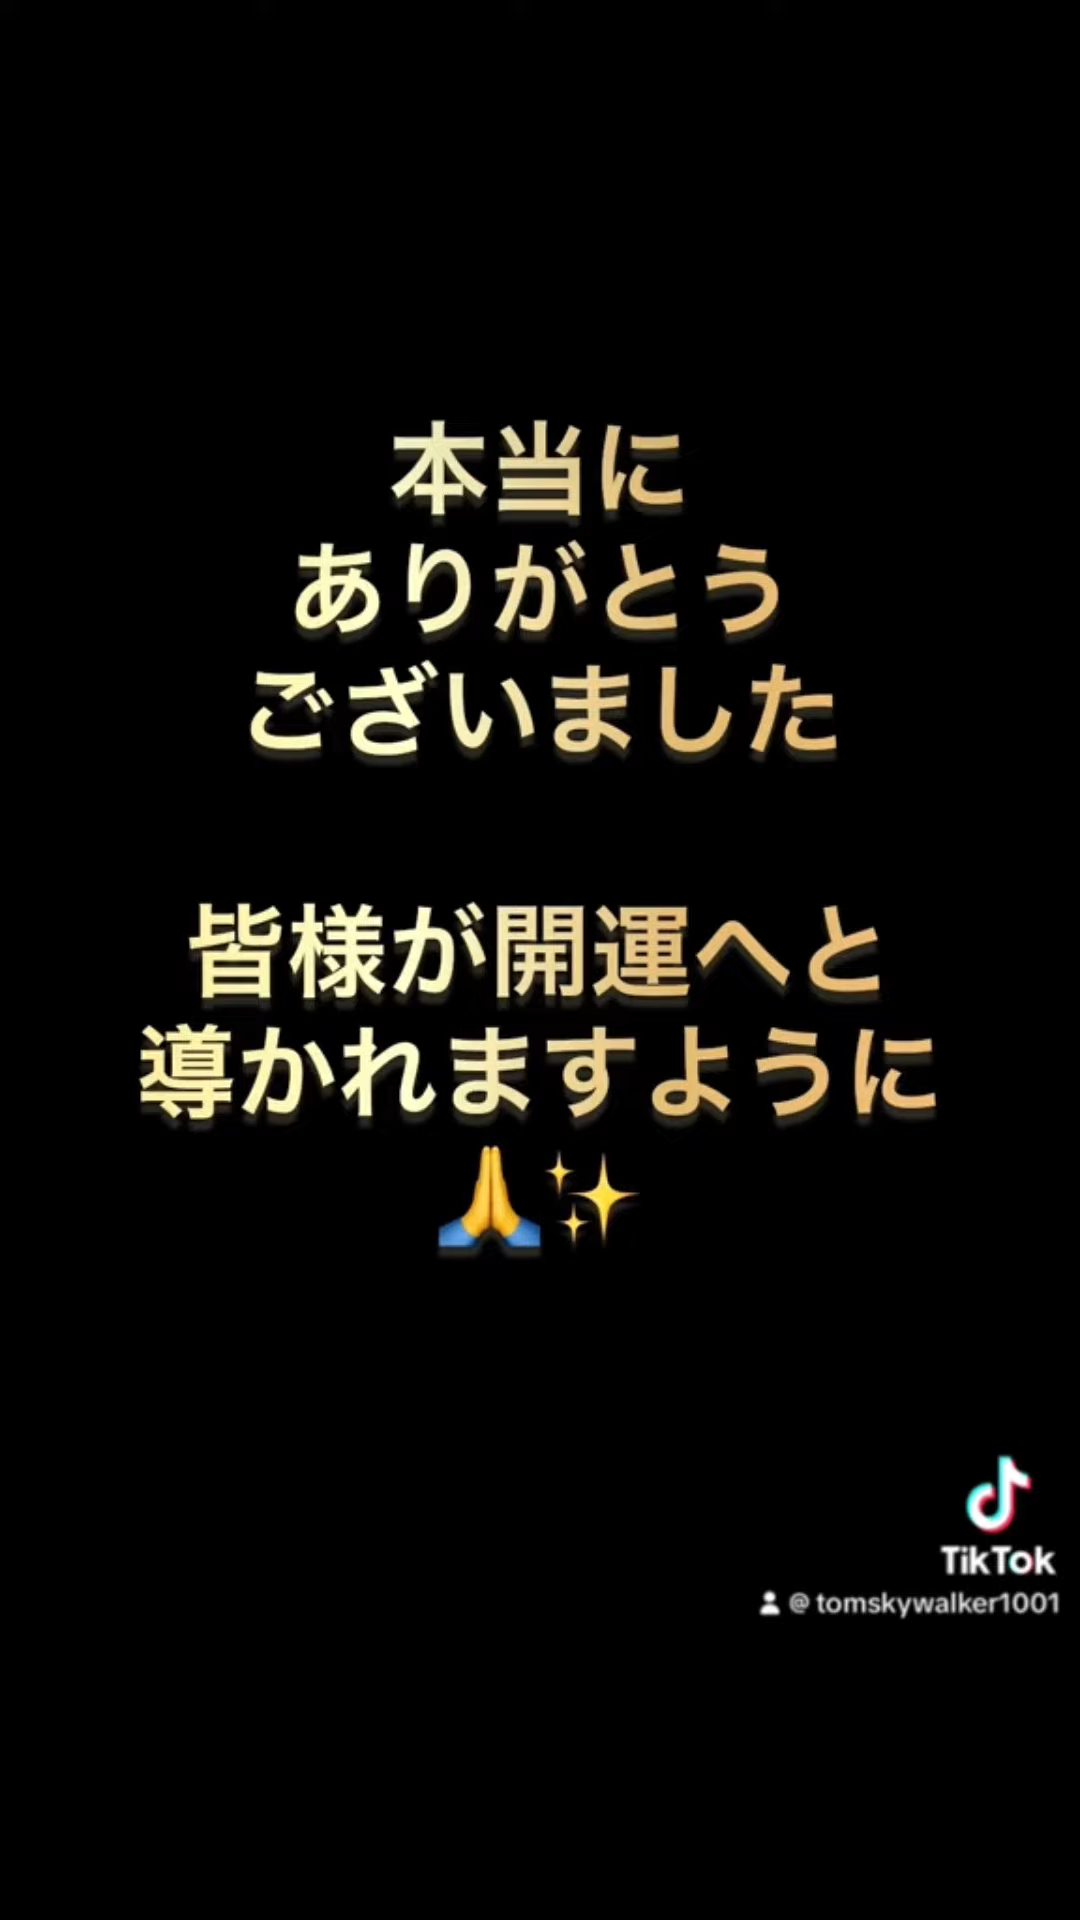 本当に
ありがとう
ございました
皆様が開運へと
導かれますように
🙏✨
TikTok
@ tomskywalker1001